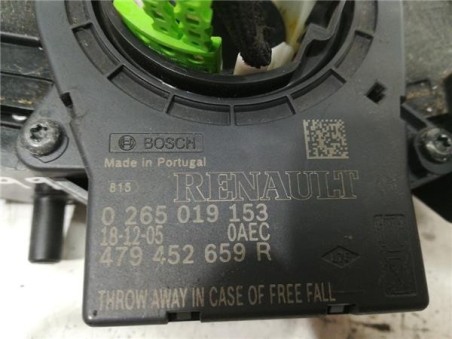 BOSCH
Made in Portugal
815
RENAULT
0 265 019 153
18-12-05 0AEC
479 452 659 R
THROW AWAY IN CASE OF FREE FALL